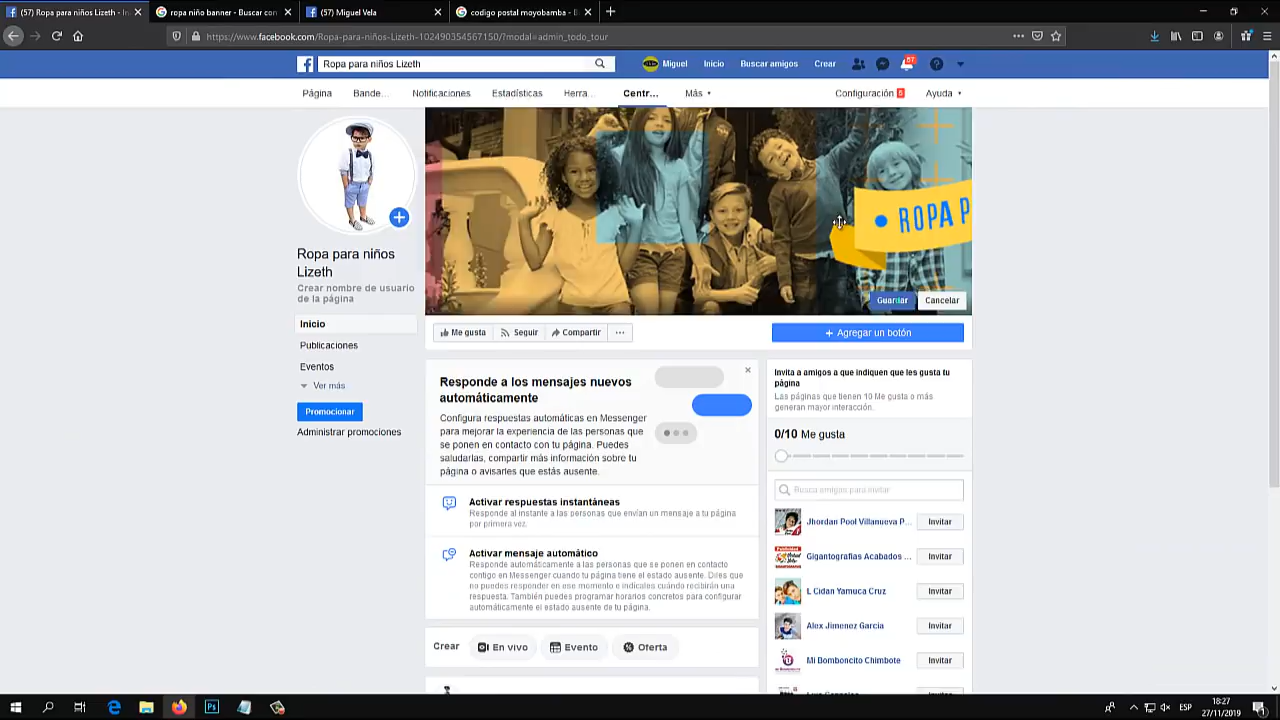 (57) Ropa para niños Lizeth - In
ropa niño banner - Buscar con
(57) Miguel Vela
codigo postal moyobamba - B
https://www.facebook.com/Ropa-para-niños-Lizeth-102490354567150/?modal=admin_todo_tour
Ropa para niños Lizeth
Miguel
Inicio
Buscar amigos
Crear
57
Página
Bande...
Notificaciones
Estadísticas
Herra...
Centr...
Más
Configuración 6
Ayuda
ROPA P
Guardar
Cancelar
Ropa para niños
Lizeth
Crear nombre de usuario
de la página
Inicio
Publicaciones
Eventos
Ver más
Promocionar
Administrar promociones
Me gusta
Seguir
Compartir
...
+ Agregar un botón
Responde a los mensajes nuevos
automáticamente
Configura respuestas automáticas en Messenger
para mejorar la experiencia de las personas que
se ponen en contacto con tu página. Puedes
saludarlas, compartir más información sobre tu
página o avisarles que estás ausente.
Activar respuestas instantáneas
Responde al instante a las personas que envían un mensaje a tu página
por primera vez.
Activar mensaje automático
Responde automáticamente a las personas que se ponen en contacto
contigo en Messenger cuando tu página tiene el estado ausente. Diles que
no puedes responder en ese momento e indícales cuándo recibirán una
respuesta. También puedes programar horarios concretos para configurar
automáticamente el estado ausente de tu página.
Crear
En vivo
Evento
Oferta
Invita a amigos a que indiquen que les gusta tu
página
Las páginas que tienen 10 Me gusta o más
generan mayor interacción.
0/10 Me gusta
Busca amigos para invitar
Jhordan Pool Villanueva P...
Invitar
Gigantografias Acabados ...
Invitar
L Cidan Yamuca Cruz
Invitar
Alex Jimenez Garcia
Invitar
Mi Bomboncito Chimbote
Invitar
ESP
18:27
27/11/2019